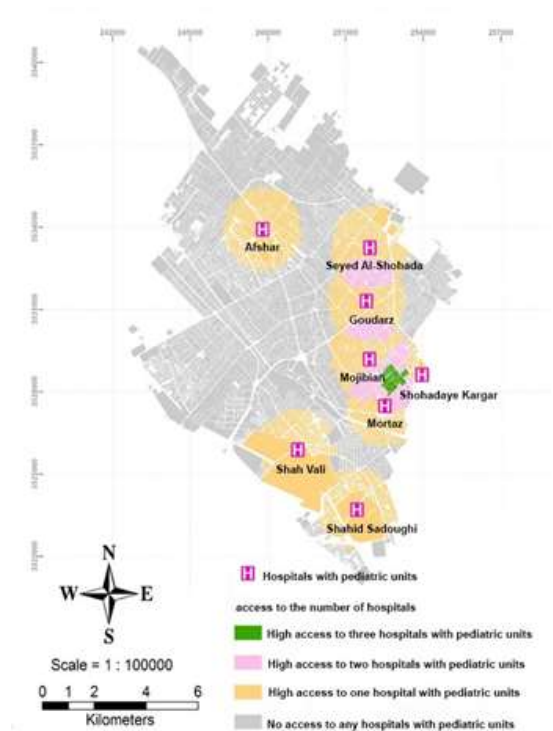 H Afshar
H Seyed Al-Shohada
H Goudarz
H Mojibian
H Shohadaye Kargar
H Mortaz
H Shah Vali
H Shahid Sadoughi
N
W E
S
Scale = 1 : 100000
0 1 2 4 6
Kilometers
H Hospitals with pediatric units
access to the number of hospitals
High access to three hospitals with pediatric units
High access to two hospitals with pediatric units
High access to one hospital with pediatric units
No access to any hospitals with pediatric units